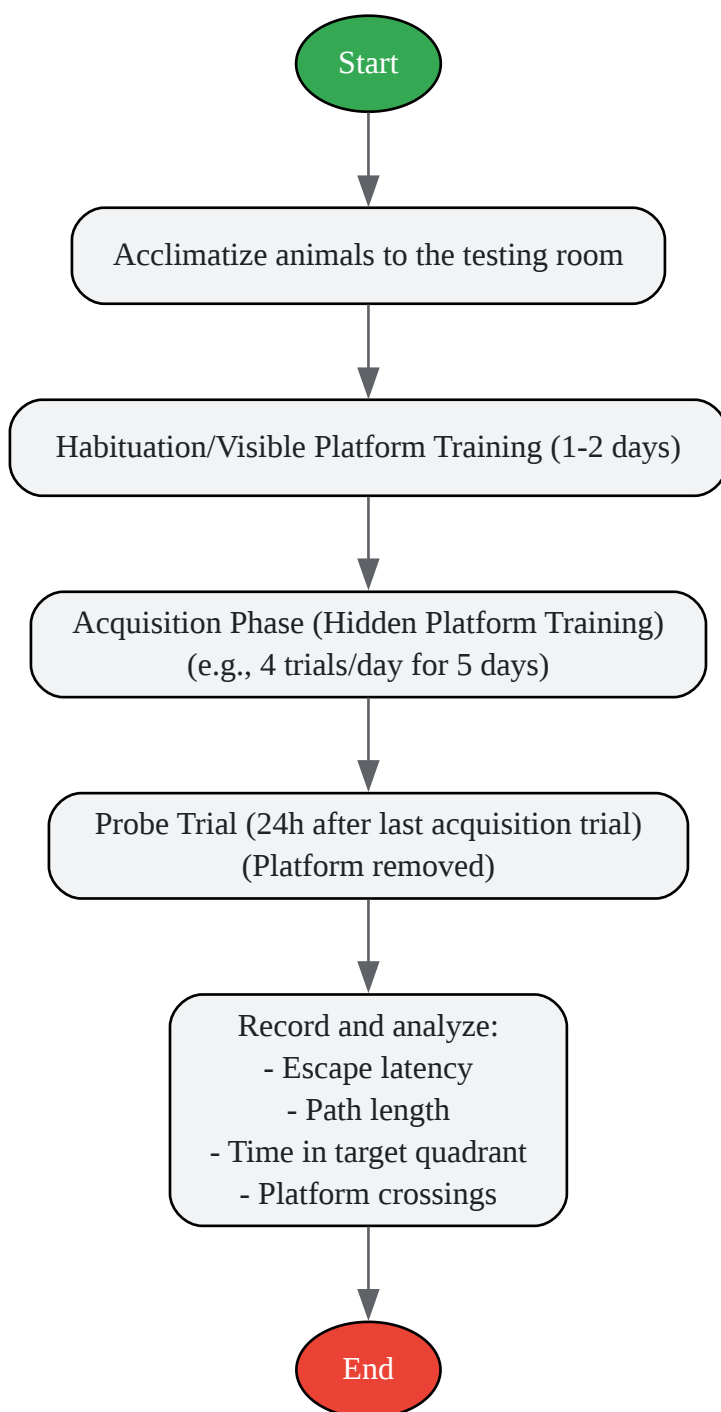 Start
Acclimatize animals to the testing room
Habituation/Visible Platform Training (1-2 days)
Acquisition Phase (Hidden Platform Training)
(e.g., 4 trials/day for 5 days)
Probe Trial (24h after last acquisition trial)
(Platform removed)
Record and analyze:
- Escape latency
- Path length
- Time in target quadrant
- Platform crossings
End